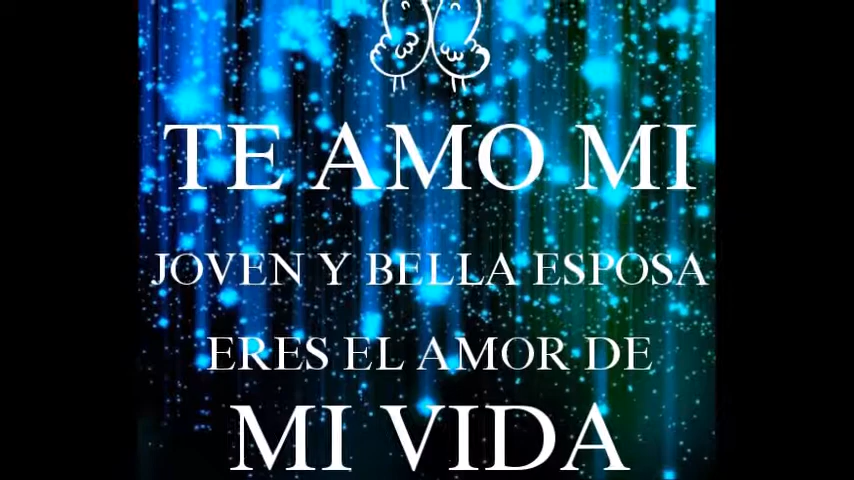 TE AMO MI
JOVEN Y BELLA ESPOSA
ERES EL AMOR DE
MI VIDA